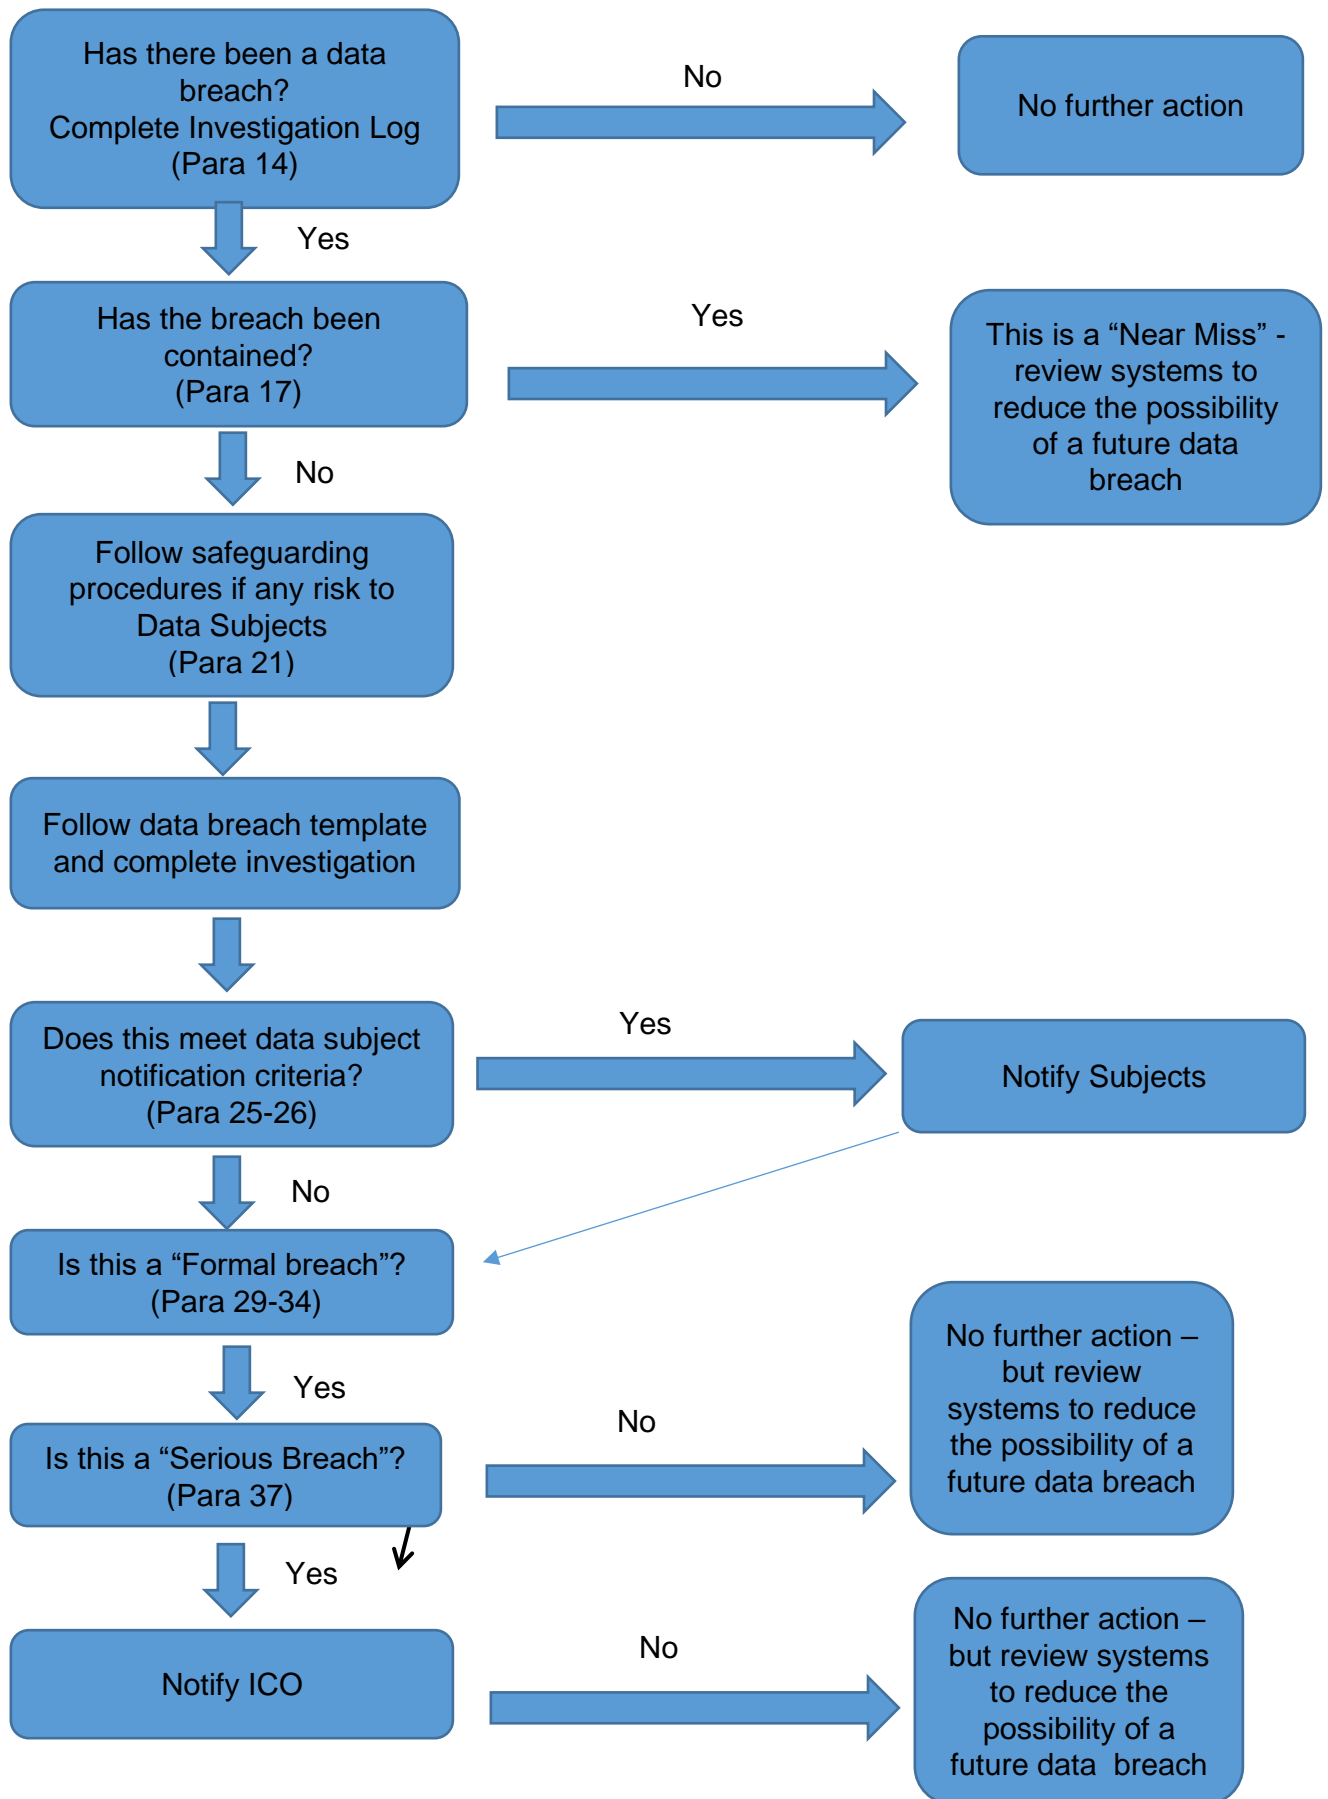 Has there been a data
breach?
Complete Investigation Log
(Para 14)
No
No further action
Yes
Has the breach been
contained?
(Para 17)
Yes
This is a “Near Miss” -
review systems to
reduce the possibility
of a future data
breach
No
Follow safeguarding
procedures if any risk to
Data Subjects
(Para 21)
Follow data breach template
and complete investigation
Does this meet data subject
notification criteria?
(Para 25-26)
Yes
Notify Subjects
No
Is this a “Formal breach”?
(Para 29-34)
Yes
Is this a “Serious Breach”?
(Para 37)
No
No further action –
but review
systems to reduce
the possibility of a
future data breach
Yes
Notify ICO
No
No further action –
but review systems
to reduce the
possibility of a
future data  breach